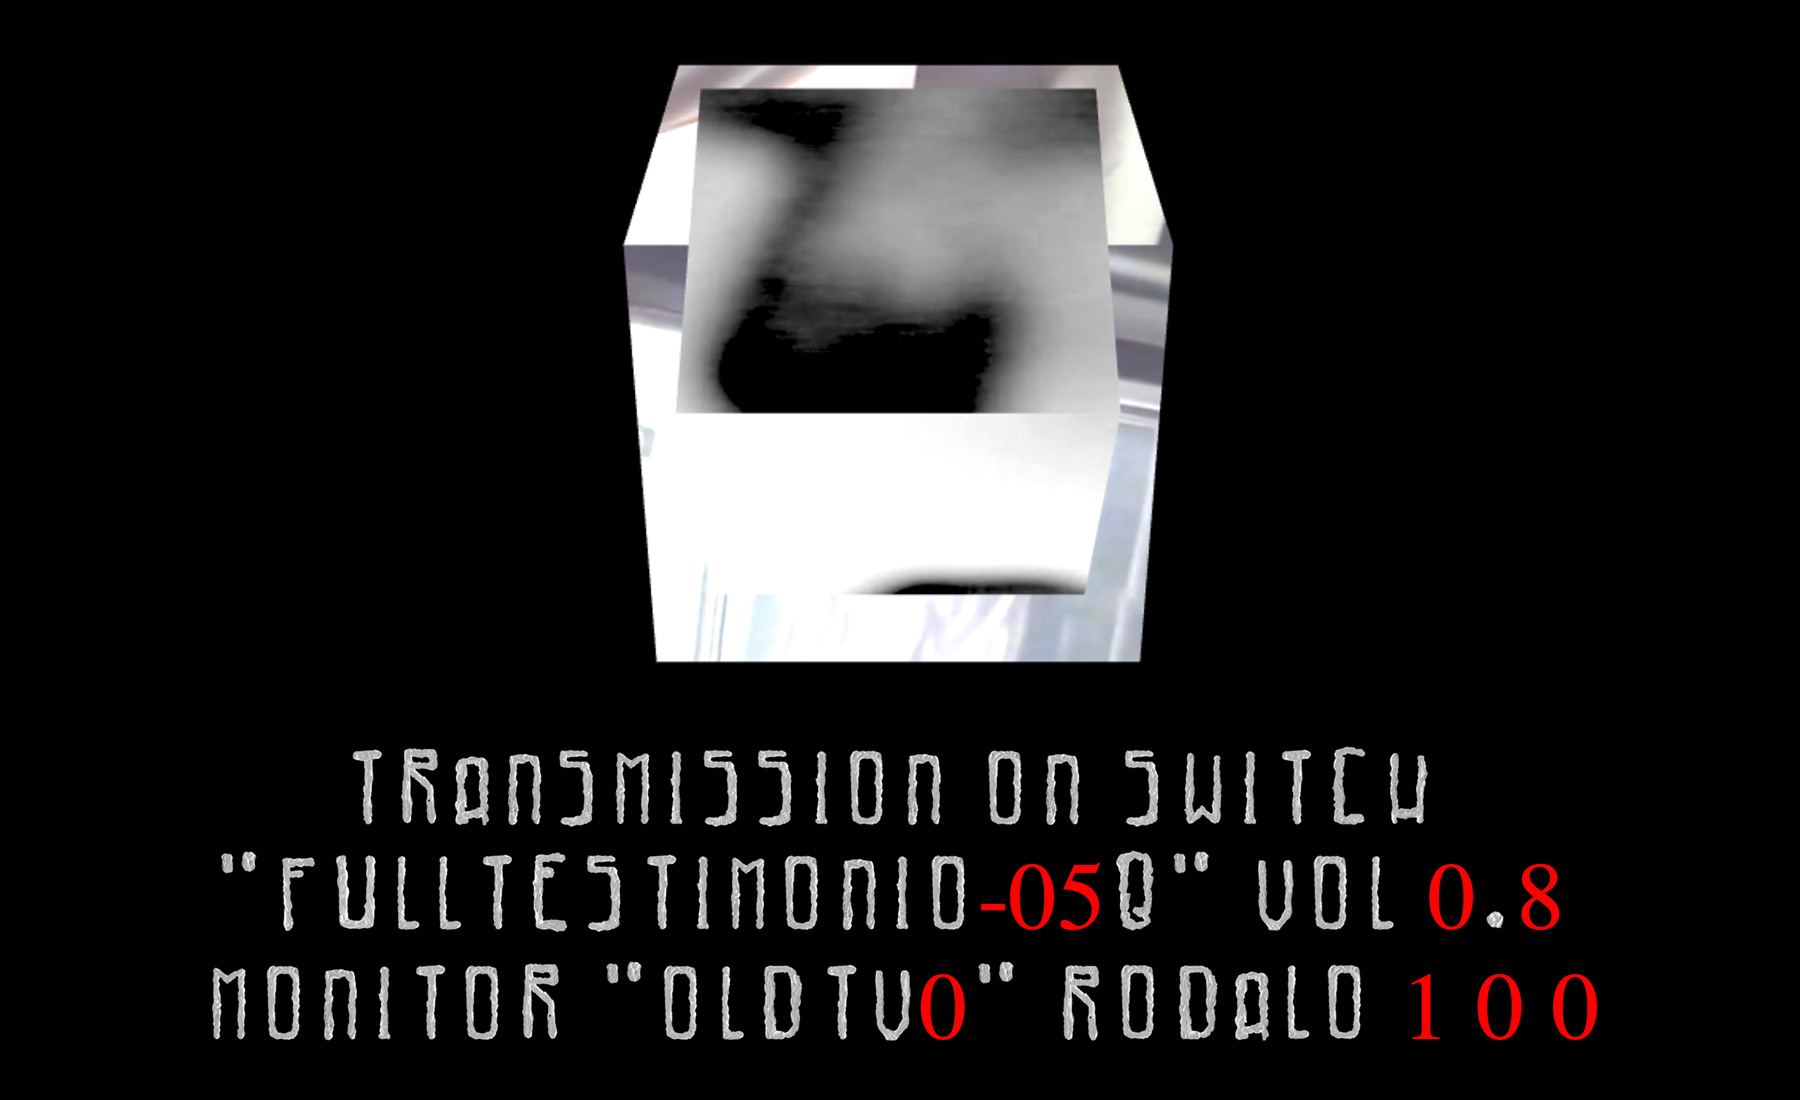 TRANSMISSION ON SWITCH
"FULLTESTIMONIO-05Q" VOL 0.8
MONITOR "OLDTV0" RODALO 1 0 0